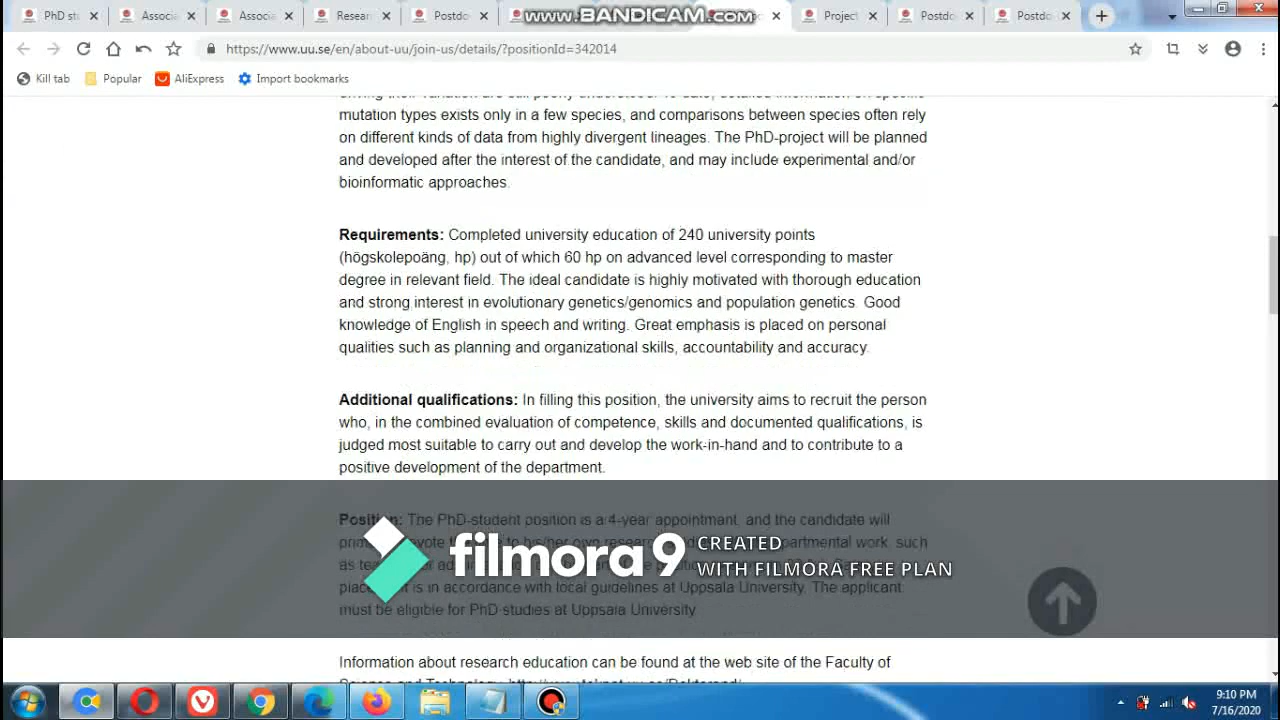 PhD stu
Associa
Associa
Researc
Postdo
www.BANDICAM.com
Project
Postdo
Postdo
https://www.uu.se/en/about-uu/join-us/details/?positionId=342014
Kill tab
Popular
AliExpress
Import bookmarks
mutation types exists only in a few species, and comparisons between species often rely
on different kinds of data from highly divergent lineages. The PhD-project will be planned
and developed after the interest of the candidate, and may include experimental and/or
bioinformatic approaches.
Requirements: Completed university education of 240 university points
(högskolepoäng, hp) out of which 60 hp on advanced level corresponding to master
degree in relevant field. The ideal candidate is highly motivated with thorough education
and strong interest in evolutionary genetics/genomics and population genetics. Good
knowledge of English in speech and writing. Great emphasis is placed on personal
qualities such as planning and organizational skills, accountability and accuracy.
Additional qualifications: In filling this position, the university aims to recruit the person
who, in the combined evaluation of competence, skills and documented qualifications, is
judged most suitable to carry out and develop the work-in-hand and to contribute to a
positive development of the department.
Position: The PhD-student position is a 4-year appointment, and the candidate will
such
as
is in accordance with local guidelines at Uppsala University. The applicant
must be eligible for PhD-studies at Uppsala University.
filmora9
CREATED
WITH FILMORA FREE PLAN
Information about research education can be found at the web site of the Faculty of
9:10 PM
7/16/2020